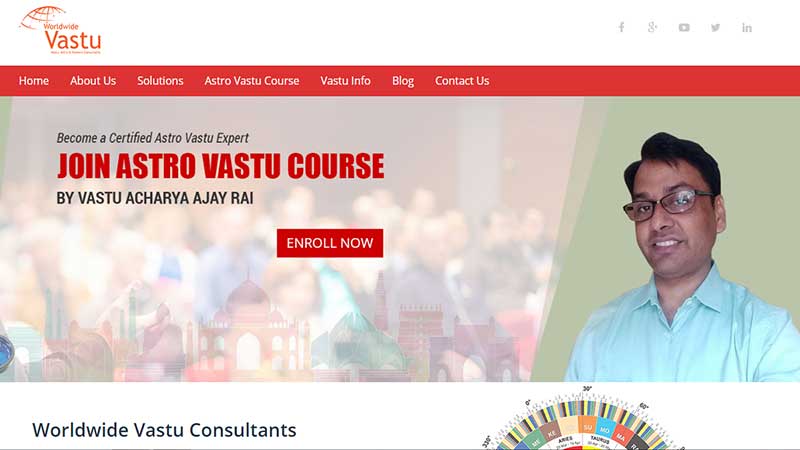 Worldwide
Vastu
Home
About Us
Solutions
Astro Vastu Course
Vastu Info
Blog
Contact Us
Become a Certified Astro Vastu Expert
JOIN ASTRO VASTU COURSE
BY VASTU ACHARYA AJAY RAI
ENROLL NOW
Worldwide Vastu Consultants
0°
30°
60°
330°
ME
KE
SU
MO
MA
RA
ARIES
TAURUS